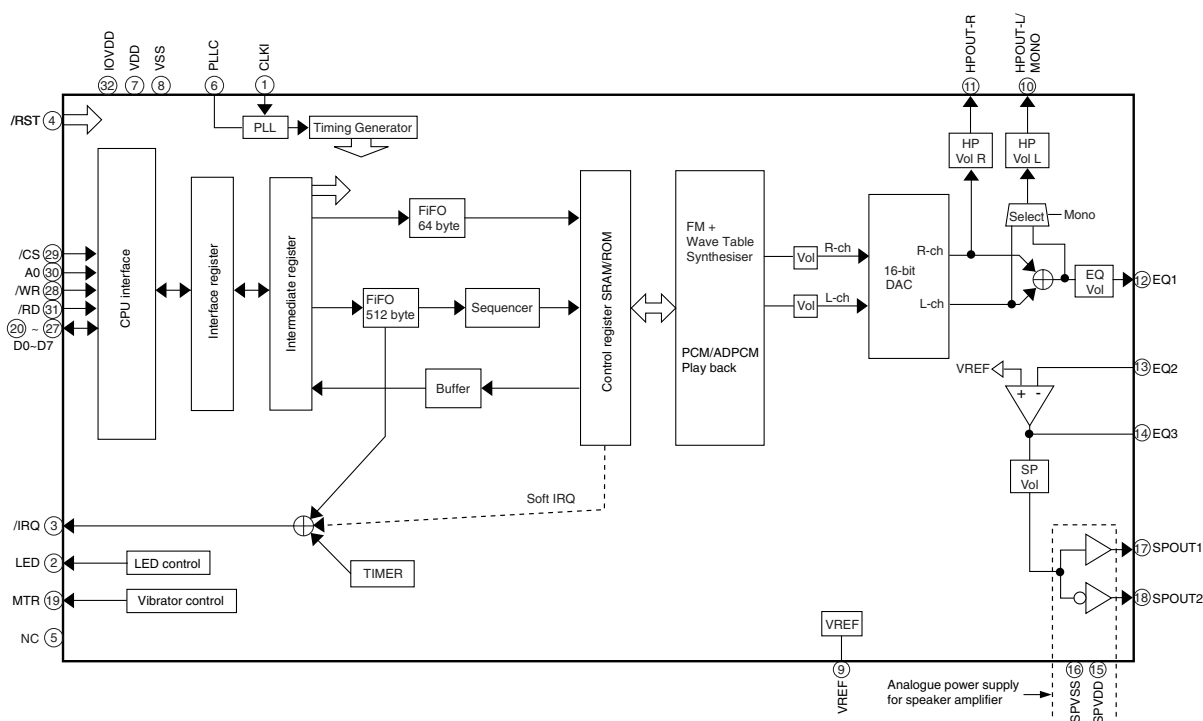 IOVDD
VDD
VSS
PLLC
CLKI
HPOUT-R
HPOUT-L/
MONO
32
7
8
6
1
11
10
/RST 4
PLL
Timing Generator
HP
Vol R
HP
Vol L
CPU interface
Interface register
Intermediate register
FiFO
64 byte
Control register SRAM/ROM
FM +
Wave Table
Synthesiser
Select
Mono
/CS 29
A0 30
/WR 28
/RD 31
20 ~ 27
D0~D7
Vol
R-ch
Vol
L-ch
16-bit
DAC
R-ch
L-ch
EQ
Vol
12 EQ1
FiFO
512 byte
Sequencer
Buffer
PCM/ADPCM
Play back
VREF
+ -
13 EQ2
14 EQ3
SP
Vol
Soft IRQ
/IRQ 3
LED 2
LED control
TIMER
MTR 19
Vibrator control
NC 5
17 SPOUT1
18 SPOUT2
VREF
9
VREF
16
15
SPVSS
SPVDD
Analogue power supply
for speaker amplifier